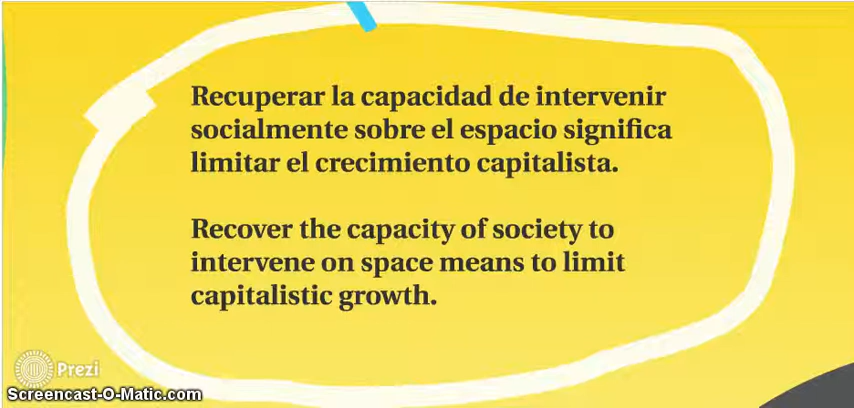 Recuperar la capacidad de intervenir
socialmente sobre el espacio significa
limitar el crecimiento capitalista.
Recover the capacity of society to
intervene on space means to limit
capitalistic growth.
Prezi
Screencast-O-Matic.com